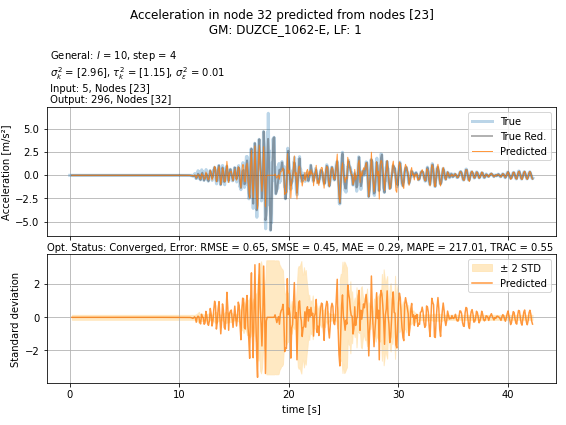 Acceleration in node 32 predicted from nodes [23]
GM: DUZCE_1062-E, LF: 1
General: l = 10, step = 4
σ²ₖ = [2.96], τ²ₖ = [1.15], σ²ε = 0.01
Input: 5, Nodes [23]
Output: 296, Nodes [32]
Acceleration [m/s²]
5.0
2.5
0.0
−2.5
−5.0
True
True Red.
Predicted
Opt. Status: Converged, Error: RMSE = 0.65, SMSE = 0.45, MAE = 0.29, MAPE = 217.01, TRAC = 0.55
Standard deviation
2
0
−2
± 2 STD
Predicted
0
10
20
30
40
time [s]